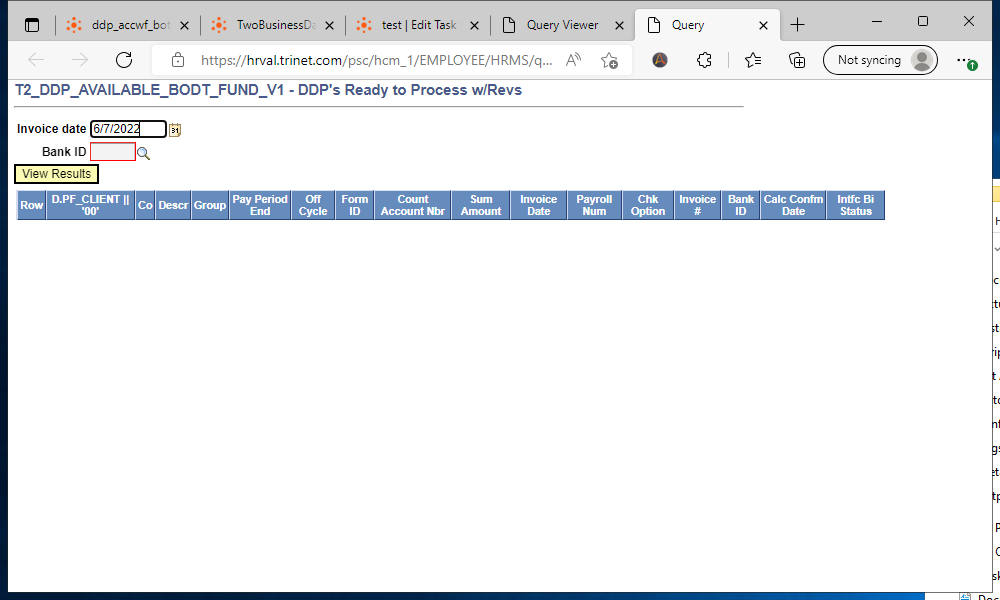 ddp_accwf_bot
TwoBusinessDa
test | Edit Task
Query Viewer
Query
https://hrval.trinet.com/psc/hcm_1/EMPLOYEE/HRMS/q...
Not syncing
T2_DDP_AVAILABLE_BODT_FUND_V1 - DDP's Ready to Process w/Revs
Invoice date 6/7/2022
Bank ID
View Results
Row
D.PF_CLIENT || '00'
Co
Descr
Group
Pay Period End
Off Cycle
Form ID
Count Account Nbr
Sum Amount
Invoice Date
Payroll Num
Chk Option
Invoice #
Bank ID
Calc Confm Date
Intfc Bi Status